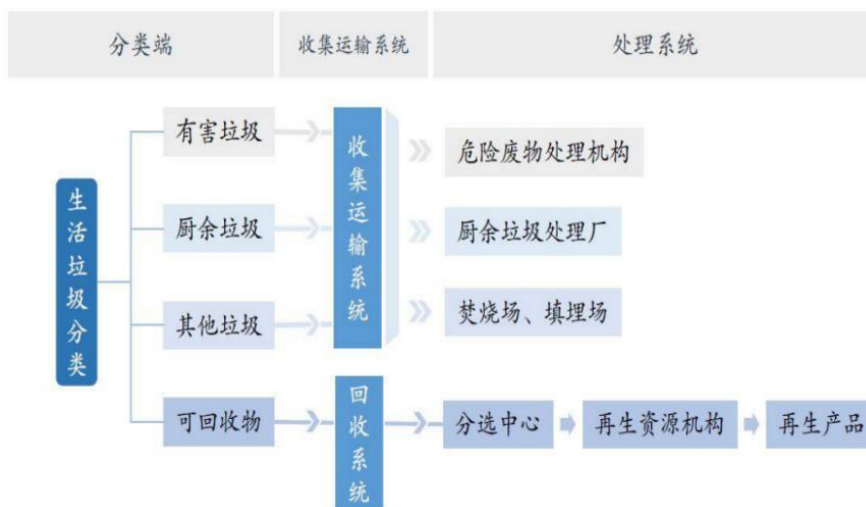 分类端
收集运输系统
处理系统
生活垃圾分类
有害垃圾
厨余垃圾
其他垃圾
可回收物
收集运输系统
回收系统
危险废物处理机构
厨余垃圾处理厂
焚烧场、填埋场
分选中心
再生资源机构
再生产品